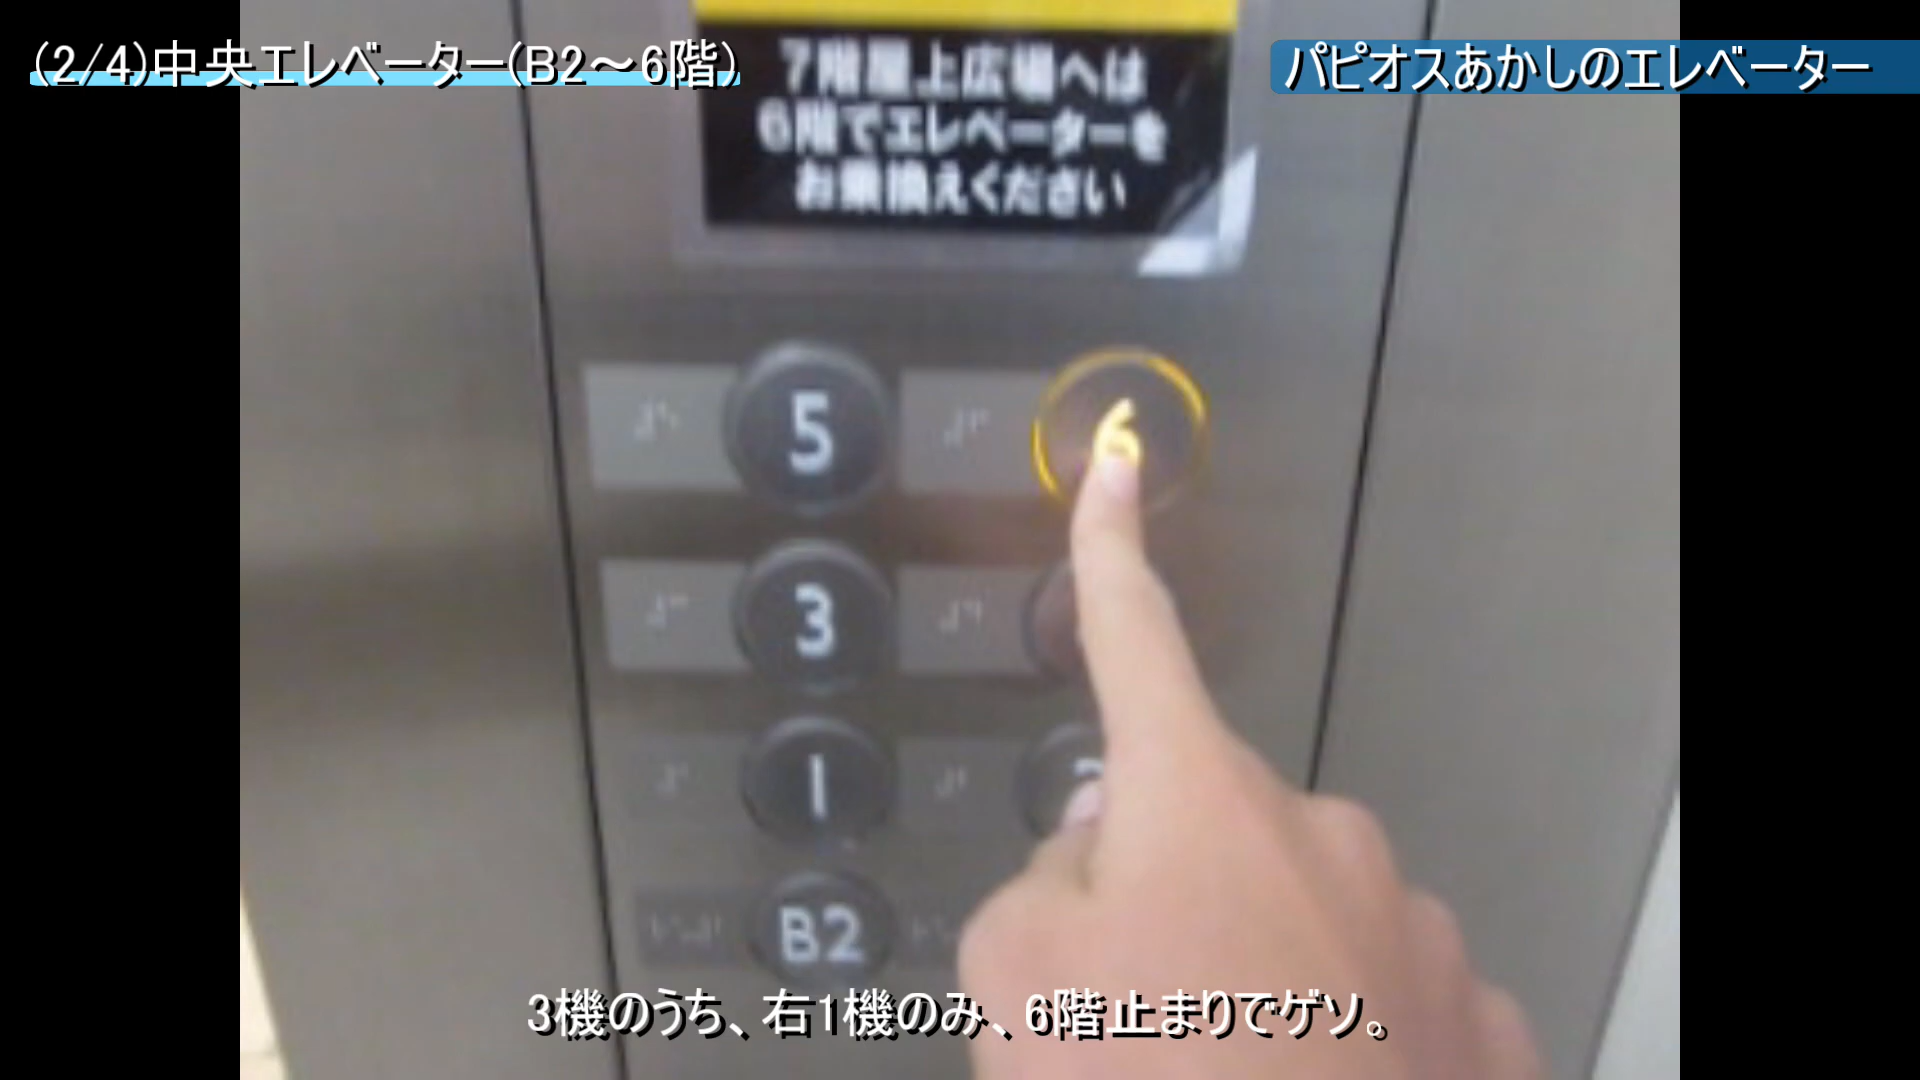 (2/4)中央エレベーター(B2～6階)
パピオスあかしのエレベーター
7階屋上広場へは
6階でエレベーターを
お乗換えください
5 6
3
1 2
B2
3機のうち、右1機のみ、6階止まりでゲソ。